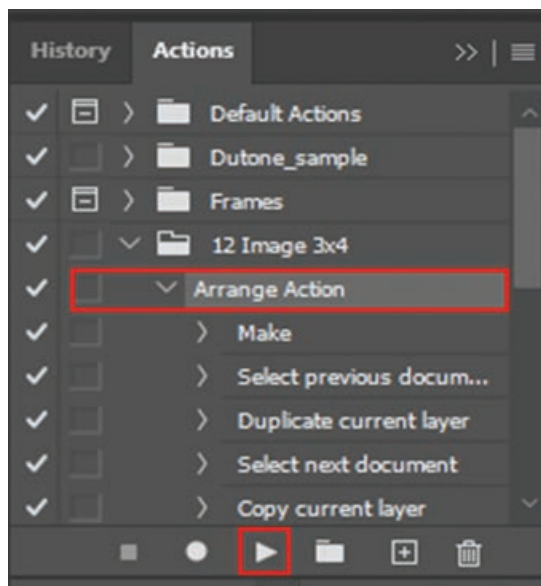 History Actions
Default Actions
Dutone_sample
Frames
12 Image 3x4
Arrange Action
Make
Select previous docum...
Duplicate current layer
Select next document
Copy current layer